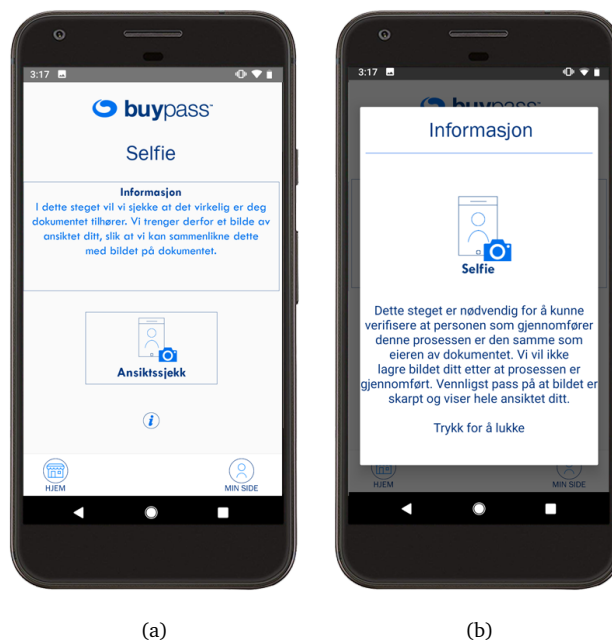 3:17
buypass
Selfie
Informasjon
I dette steget vil vi sjekke at det virkelig er deg
dokumentet tilhører. Vi trenger derfor et bilde av
ansiktet ditt, slik at vi kan sammenlikne dette
med bildet på dokumentet.
Ansiktssjekk
i
HJEM
MIN SIDE
(a)
3:17
buypass
Informasjon
Selfie
Dette steget er nødvendig for å kunne
verifisere at personen som gjennomfører
denne prosessen er den samme som
eieren av dokumentet. Vi vil ikke
lagre bildet ditt etter at prosessen er
gjennomført. Vennligst pass på at bildet er
skarpt og viser hele ansiktet ditt.
Trykk for å lukke
HJEM
MIN SIDE
(b)